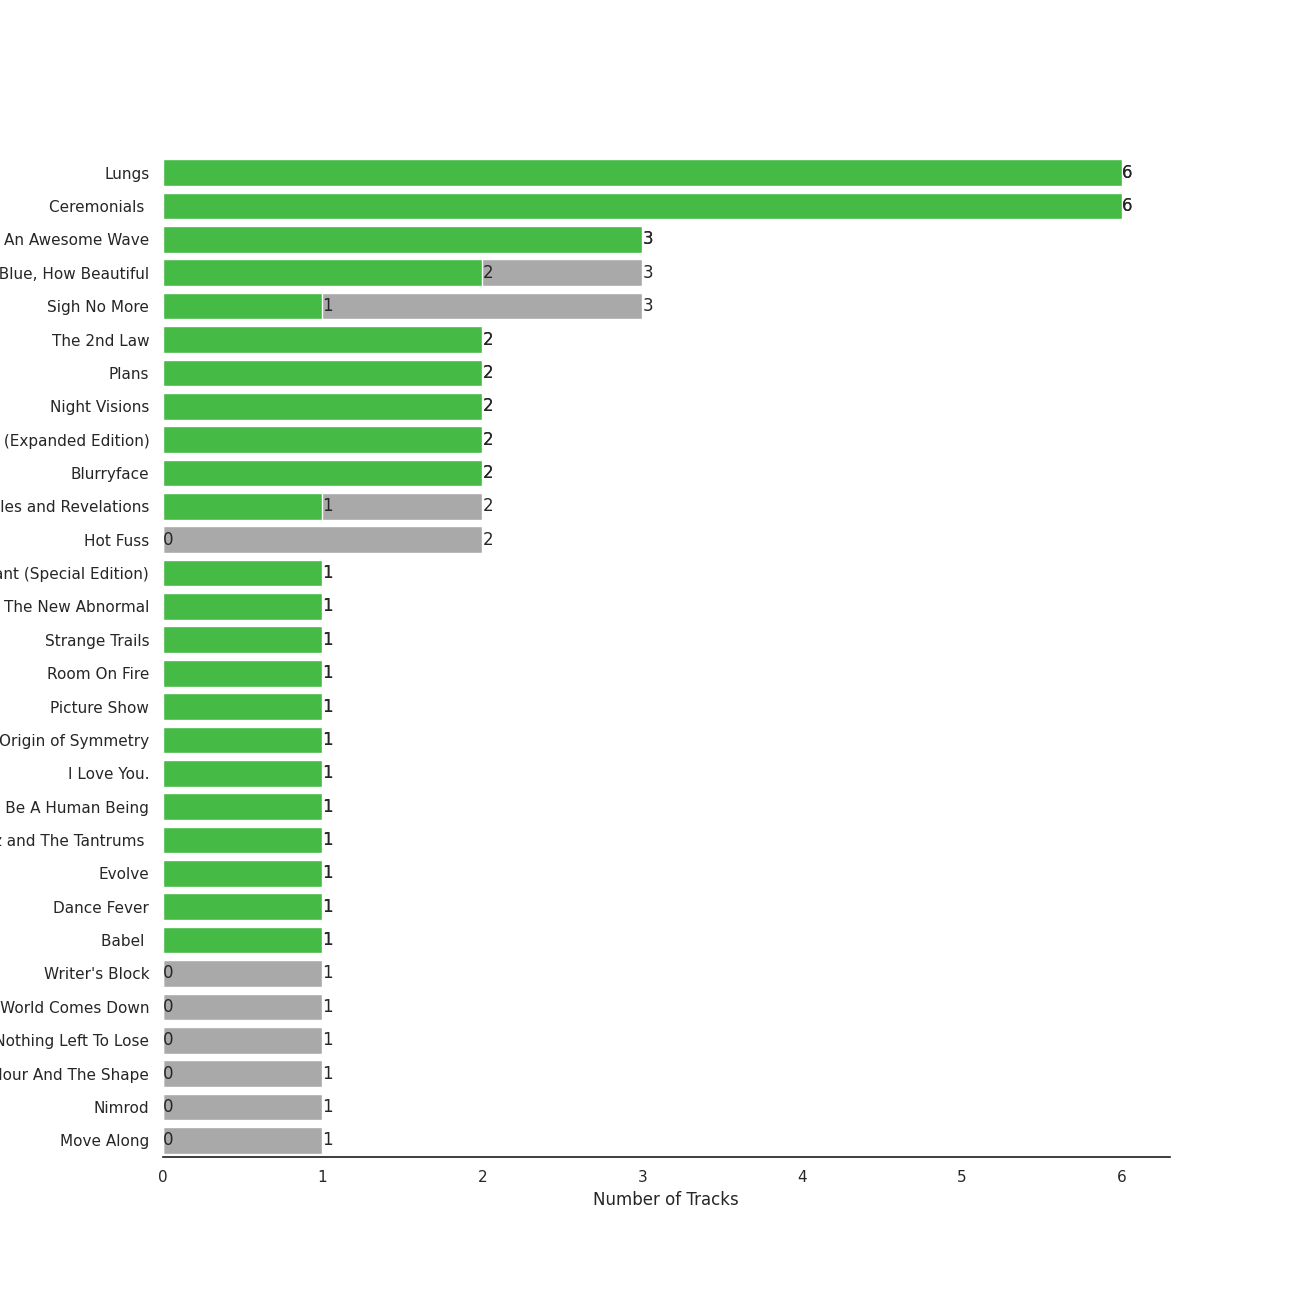 Lungs 6
Ceremonials 6
An Awesome Wave 3
Blue, How Beautiful 2 3
Sigh No More 1 3
The 2nd Law 2
Plans 2
Night Visions 2
(Expanded Edition) 2
Blurryface 2
and Revelations 1 2
Hot Fuss 0 2
(Special Edition) 1
The New Abnormal 1
Strange Trails 1
Room On Fire 1
Picture Show 1
Origin of Symmetry 1
I Love You. 1
Be A Human Being 1
and The Tantrums 1
Evolve 1
Dance Fever 1
Babel 1
Writer's Block 0 1
World Comes Down 0 1
Nothing Left To Lose 0 1
And The Shape 0 1
Nimrod 0 1
Move Along 0 1
0 1 2 3 4 5 6
Number of Tracks